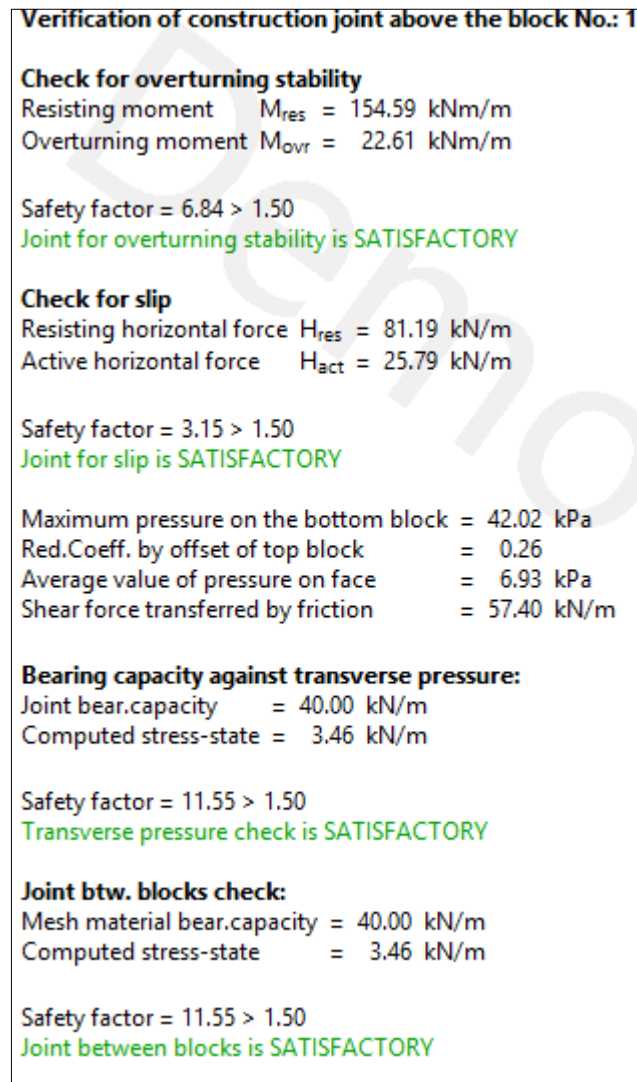 Verification of construction joint above the block No.: 1
Check for overturning stability
Resisting moment Mres = 154.59 kNm/m
Overturning moment Movr = 22.61 kNm/m
Safety factor = 6.84 > 1.50
Joint for overturning stability is SATISFACTORY
Check for slip
Resisting horizontal force Hres = 81.19 kN/m
Active horizontal force Hact = 25.79 kN/m
Safety factor = 3.15 > 1.50
Joint for slip is SATISFACTORY
Maximum pressure on the bottom block = 42.02 kPa
Red.Coeff. by offset of top block = 0.26
Average value of pressure on face = 6.93 kPa
Shear force transferred by friction = 57.40 kN/m
Bearing capacity against transverse pressure:
Joint bear.capacity = 40.00 kN/m
Computed stress-state = 3.46 kN/m
Safety factor = 11.55 > 1.50
Transverse pressure check is SATISFACTORY
Joint btw. blocks check:
Mesh material bear.capacity = 40.00 kN/m
Computed stress-state = 3.46 kN/m
Safety factor = 11.55 > 1.50
Joint between blocks is SATISFACTORY
Demo